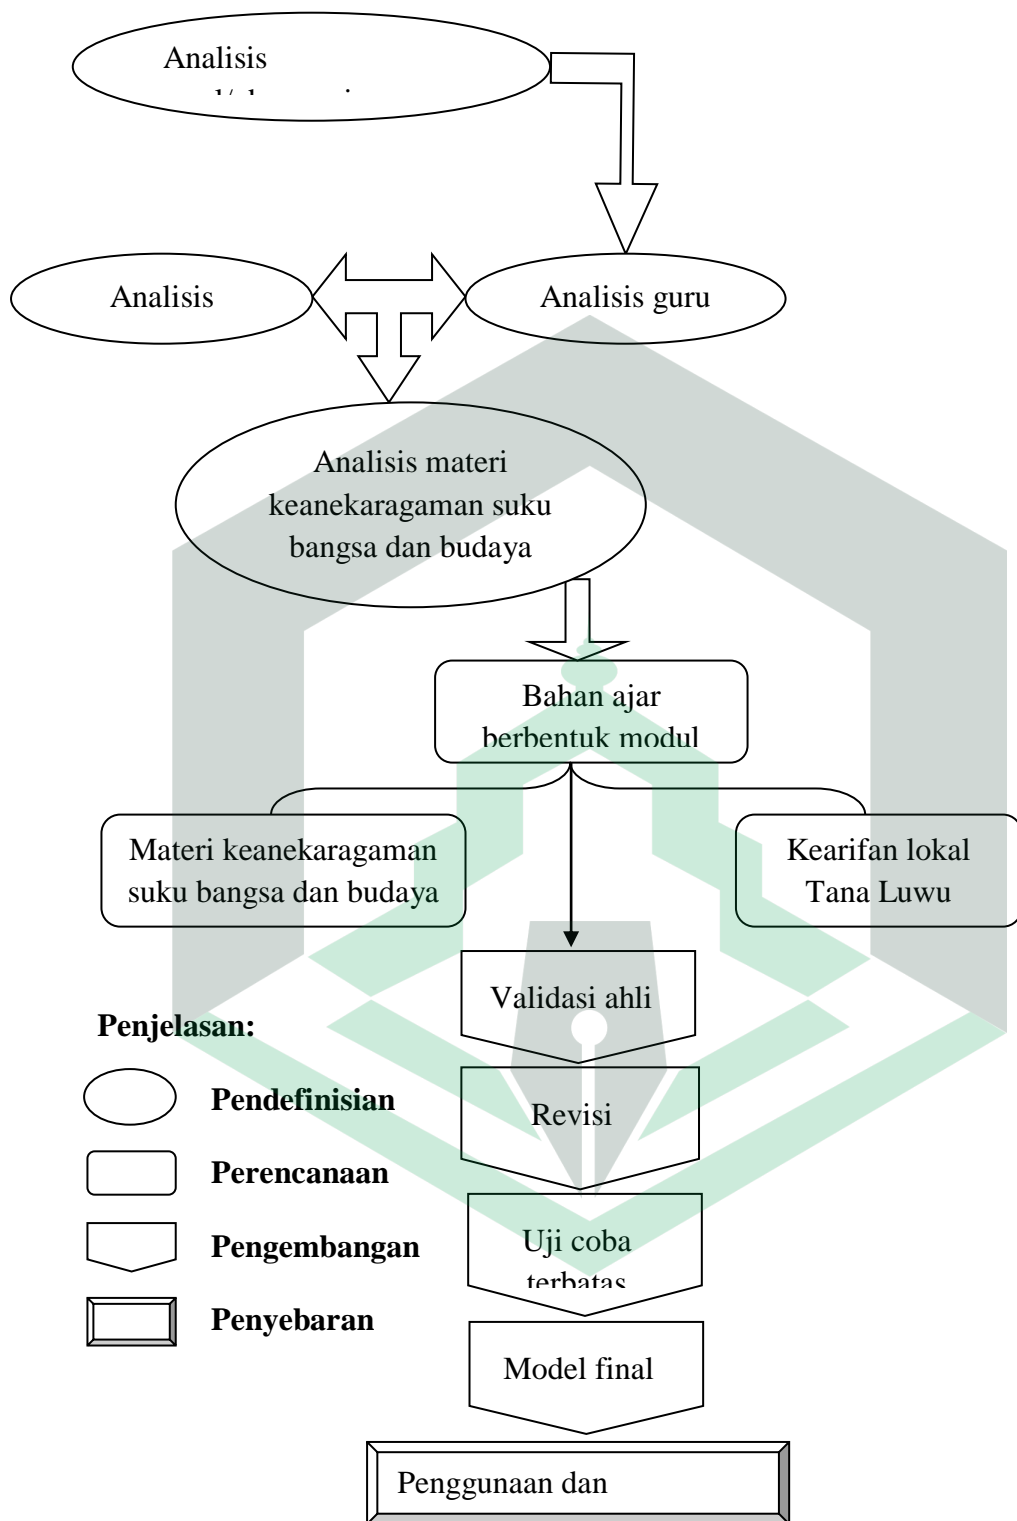 Analisis
Analisis
Analisis guru
Analisis materi
keanekaragaman suku
bangsa dan budaya
Bahan ajar
berbentuk modul
Materi keanekaragaman
suku bangsa dan budaya
Kearifan lokal
Tana Luwu
Validasi ahli
Penjelasan:
Pendefinisian
Revisi
Perencanaan
Pengembangan
Uji coba
terbatas
Penyebaran
Model final
Penggunaan dan